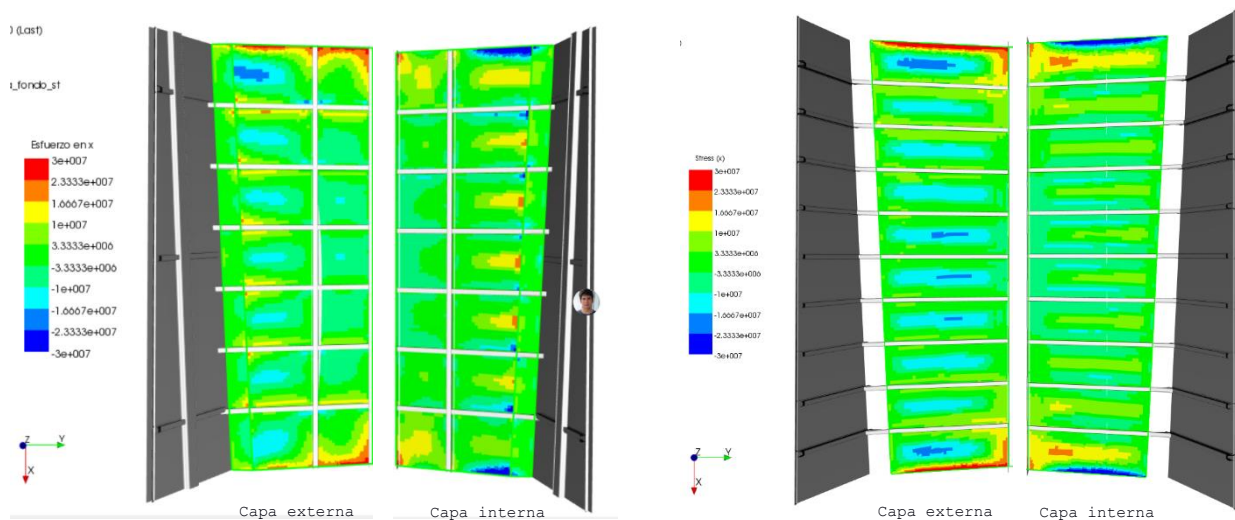 ) (Last)
a_fondo_st
Esfuerzo en x
3e+007
2.3333e+007
1.6667e+007
1e+007
3.3333e+006
-3.3333e+006
-1e+007
-1.6667e+007
-2.3333e+007
-3e+007
Z
Y
X
Capa externa
Capa interna
Stress (x)
3e+007
2.3333e+007
1.6667e+007
1e+007
3.3333e+006
-3.3333e+006
-1e+007
-1.6667e+007
-2.3333e+007
-3e+007
Z
Y
X
Capa externa
Capa interna